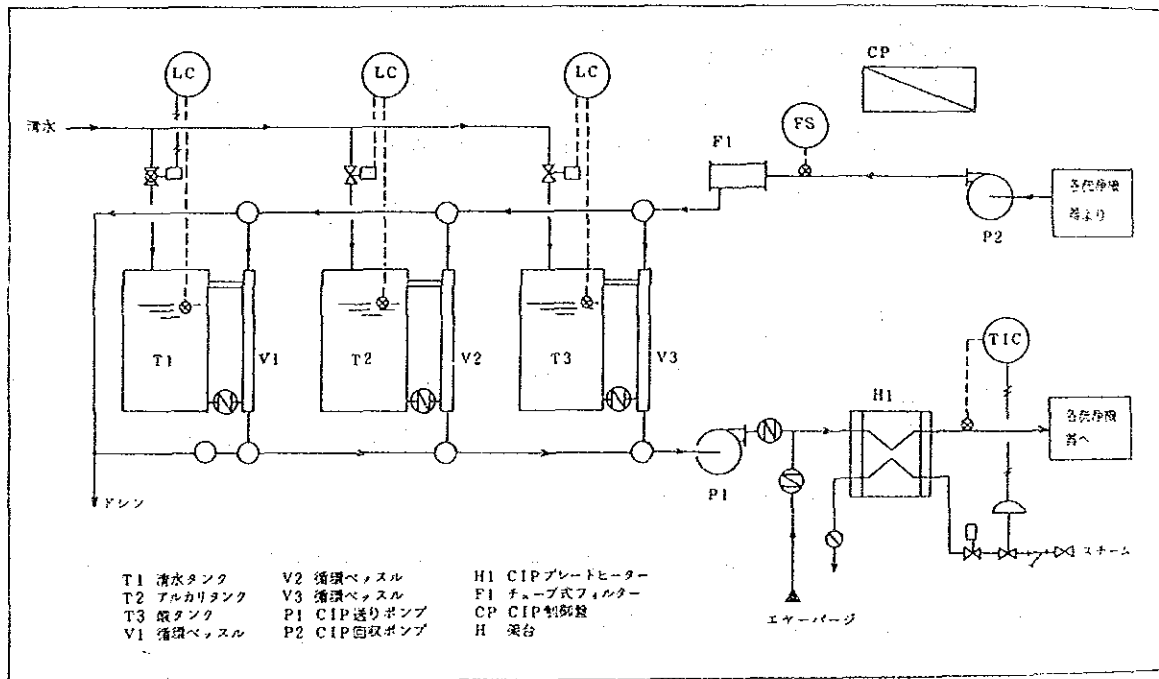 LC
LC
LC
CP
清水
F1
FS
各洗浄機
器より
P2
T1
V1
T2
V2
T3
V3
TIC
H1
各洗浄機
器へ
P1
ドレン
スチーム
エヤーパージ
T1 清水タンク
T2 アルカリタンク
T3 酸タンク
V1 循環ベッスル
V2 循環ベッスル
V3 循環ベッスル
P1 CIP送りポンプ
P2 CIP回収ポンプ
H1 CIPプレートヒーター
F1 チューブ式フィルター
CP CIP制御盤
H 架台